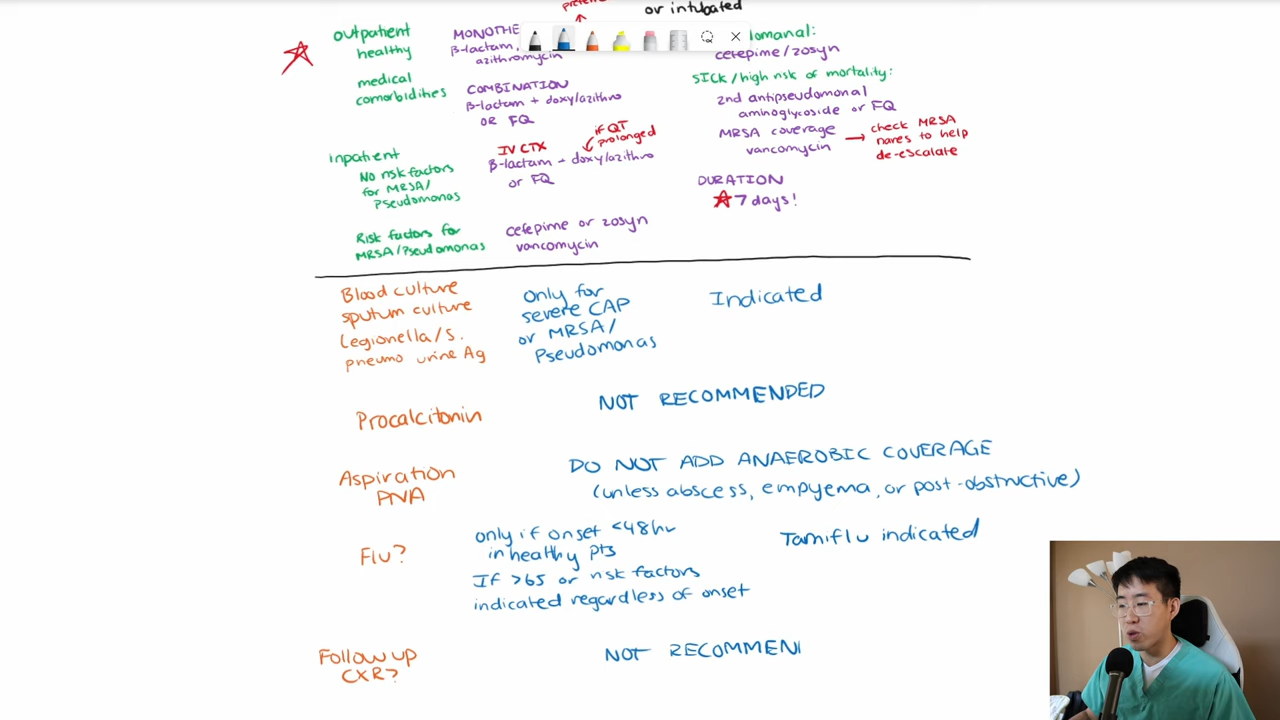 or intubated
outpatient
healthy
MONOTHE
β-lactam,
azithromycin
medical
comorbidities
COMBINATION
β-lactam + doxy/azithro
OR FQ
if QT
prolonged
inpatient
No risk factors
for MRSA/
Pseudomonas
IV CTX
β-lactam + doxy/azithro
or FQ
Risk factors for
MRSA/Pseudomonas
cefepime or zosyn
vancomycin
domanal:
cefepime/zosyn
SICK/high risk of mortality:
2nd antipseudomonal
aminoglycoside or FQ
MRSA coverage
vancomycin
→ check MRSA
nares to help
de-escalate
DURATION
7 days!
Blood culture
sputum culture
Legionella/S.
pneumo urine Ag
Only for
severe CAP
or MRSA/
Pseudomonas
Indicated
Procalcitonin
NOT RECOMMENDED
Aspiration
PNA
DO NOT ADD ANAEROBIC COVERAGE
(unless abscess, empyema, or post-obstructive)
Flu?
only if onset <48hr
in healthy pts
If >65 or risk factors
indicated regardless of onset
Tamiflu indicated
Follow up
CXR?
NOT RECOMMEN